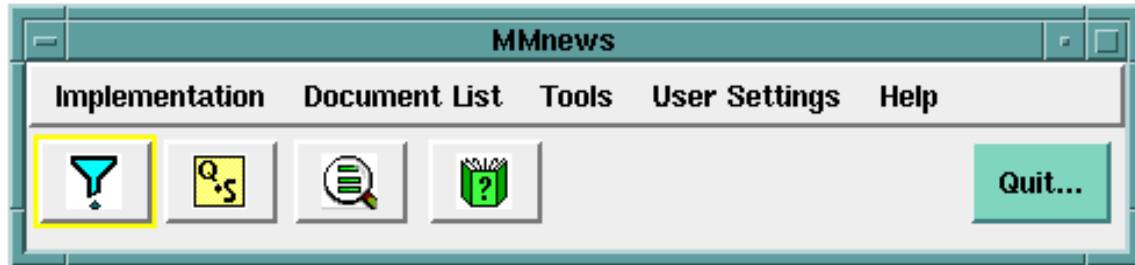 MMnews
Implementation Document List Tools User Settings Help
Q.S ? Quit...